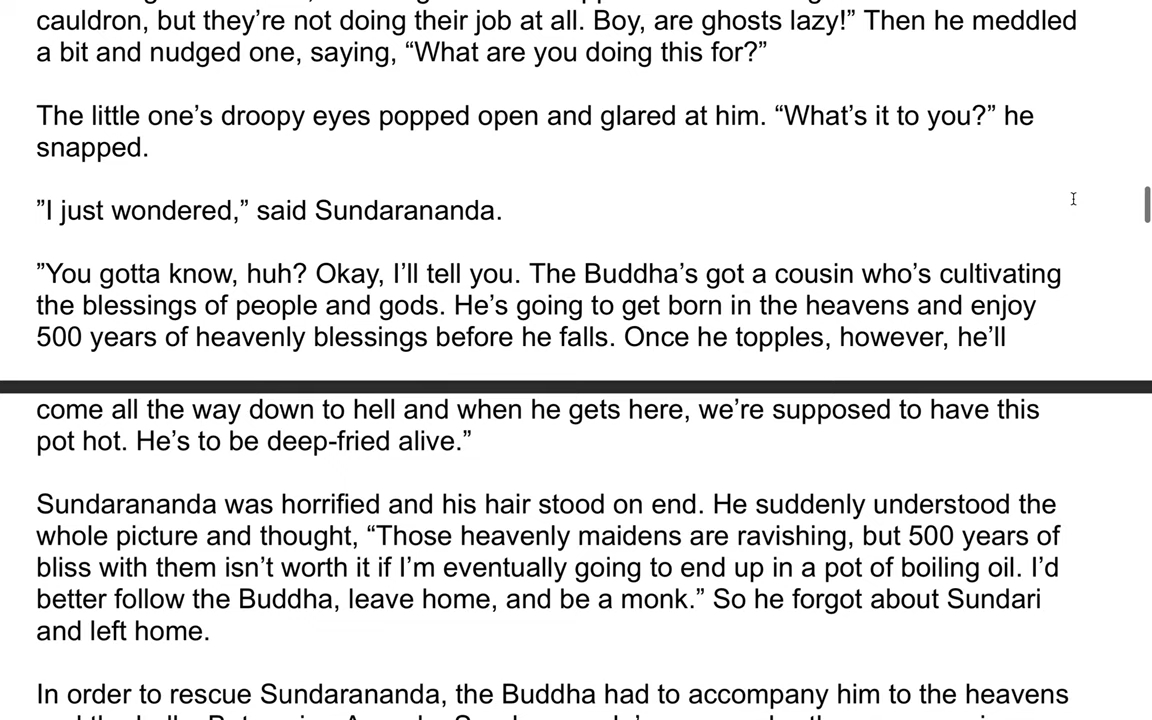 cauldron, but they’re not doing their job at all. Boy, are ghosts lazy!” Then he meddled
a bit and nudged one, saying, “What are you doing this for?”
The little one’s droopy eyes popped open and glared at him. “What’s it to you?” he
snapped.
”I just wondered,” said Sundarananda.
”You gotta know, huh? Okay, I’ll tell you. The Buddha’s got a cousin who’s cultivating
the blessings of people and gods. He’s going to get born in the heavens and enjoy
500 years of heavenly blessings before he falls. Once he topples, however, he’ll
come all the way down to hell and when he gets here, we’re supposed to have this
pot hot. He’s to be deep-fried alive.”
Sundarananda was horrified and his hair stood on end. He suddenly understood the
whole picture and thought, “Those heavenly maidens are ravishing, but 500 years of
bliss with them isn’t worth it if I’m eventually going to end up in a pot of boiling oil. I’d
better follow the Buddha, leave home, and be a monk.” So he forgot about Sundari
and left home.
In order to rescue Sundarananda, the Buddha had to accompany him to the heavens